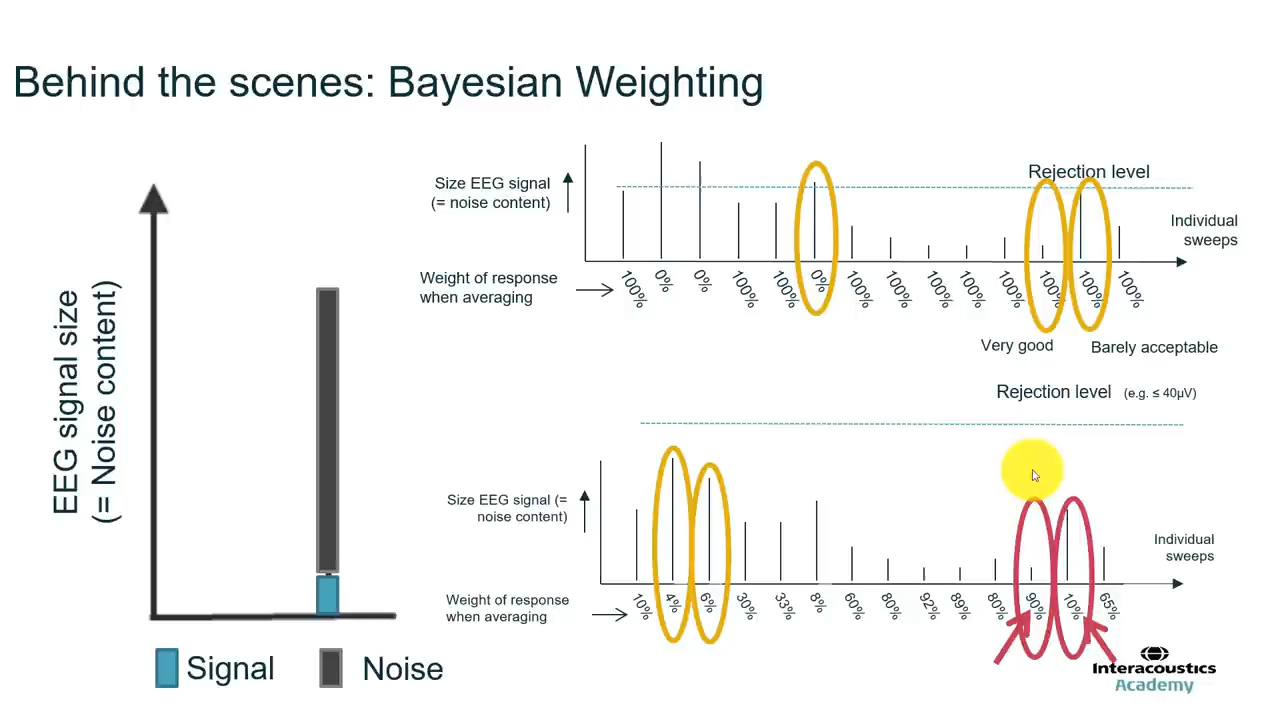 Behind the scenes: Bayesian Weighting
EEG signal size
(= Noise content)
Signal
Noise
Size EEG signal
(= noise content)
Rejection level
Individual
sweeps
Weight of response
when averaging
100% 0% 0% 100% 100% 0% 100% 100% 100% 100% 100% 100% 100% 100%
Very good
Barely acceptable
Rejection level (e.g. ≤ 40µV)
Size EEG signal (=
noise content)
Individual
sweeps
Weight of response
when averaging
10% 4% 6% 30% 33% 8% 60% 80% 92% 89% 80% 90% 10% 65%
Interacoustics
Academy